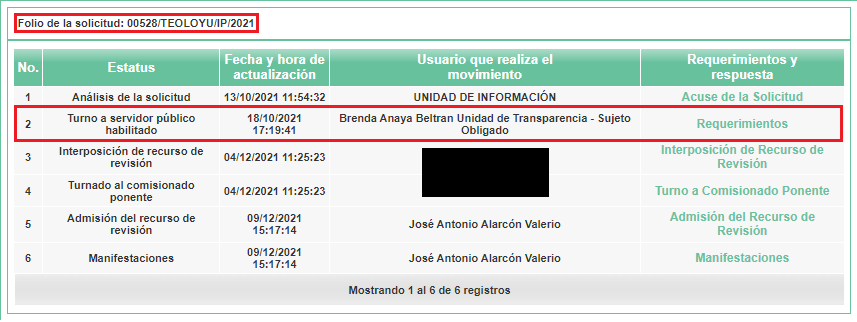 Folio de la solicitud: 00528/TEOLOYU/IP/2021
No. Estatus Fecha y hora de actualización Usuario que realiza el movimiento Requerimientos y respuesta
1 Análisis de la solicitud 13/10/2021 11:54:32 UNIDAD DE INFORMACIÓN Acuse de la Solicitud
2 Turno a servidor público habilitado 18/10/2021 17:19:41 Brenda Anaya Beltran Unidad de Transparencia - Sujeto Obligado Requerimientos
3 Interposición de recurso de revisión 04/12/2021 11:25:23 Interposición de Recurso de Revisión
4 Turnado al comisionado ponente 04/12/2021 11:25:23 Turno a Comisionado Ponente
5 Admisión del recurso de revisión 09/12/2021 15:17:14 José Antonio Alarcón Valerio Admisión del Recurso de Revisión
6 Manifestaciones 09/12/2021 15:17:14 José Antonio Alarcón Valerio Manifestaciones
Mostrando 1 al 6 de 6 registros